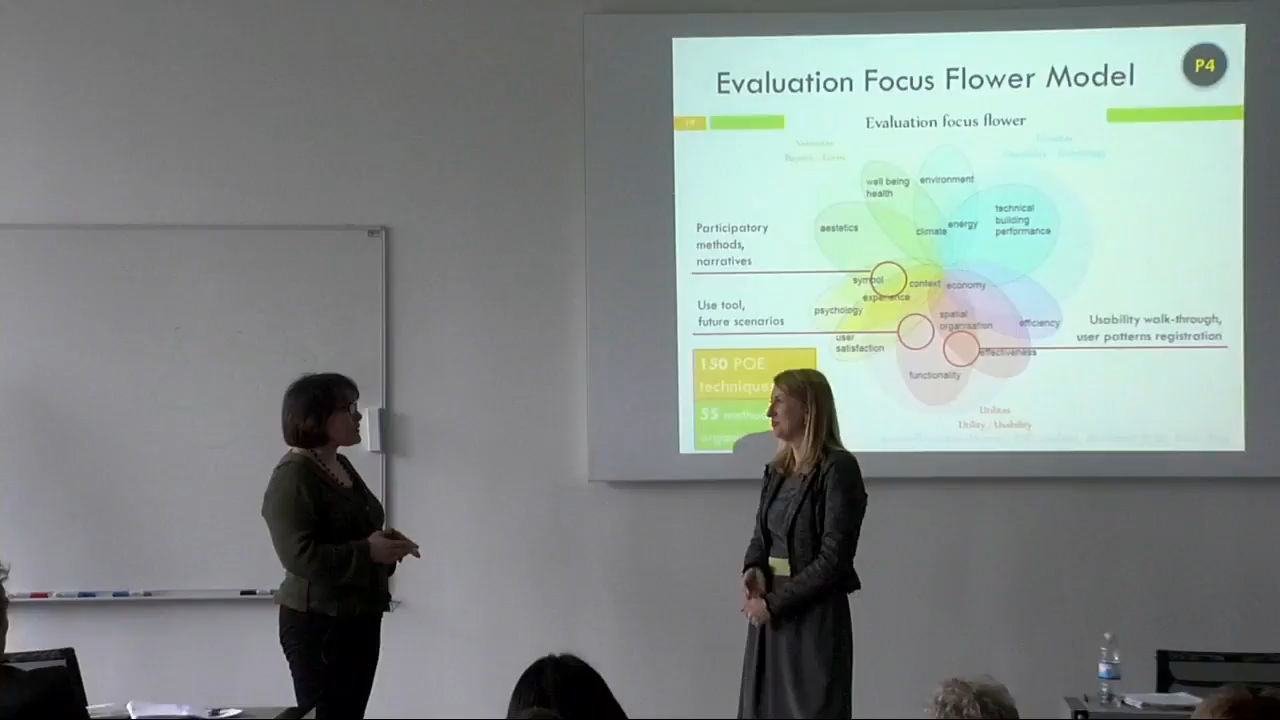 Evaluation Focus Flower Model
P4
Evaluation focus flower
well being
health
environment
aestetics
climate
energy
technical
building
performance
Participatory
methods,
narratives
symbol
experience
context
economy
psychology
Use tool,
future scenarios
spatial
organisation
efficiency
Usability walk-through,
user patterns registration
user
satisfaction
effectiveness
functionality
150 POE
technique
55 metho
Utilitas
Utility / Usability